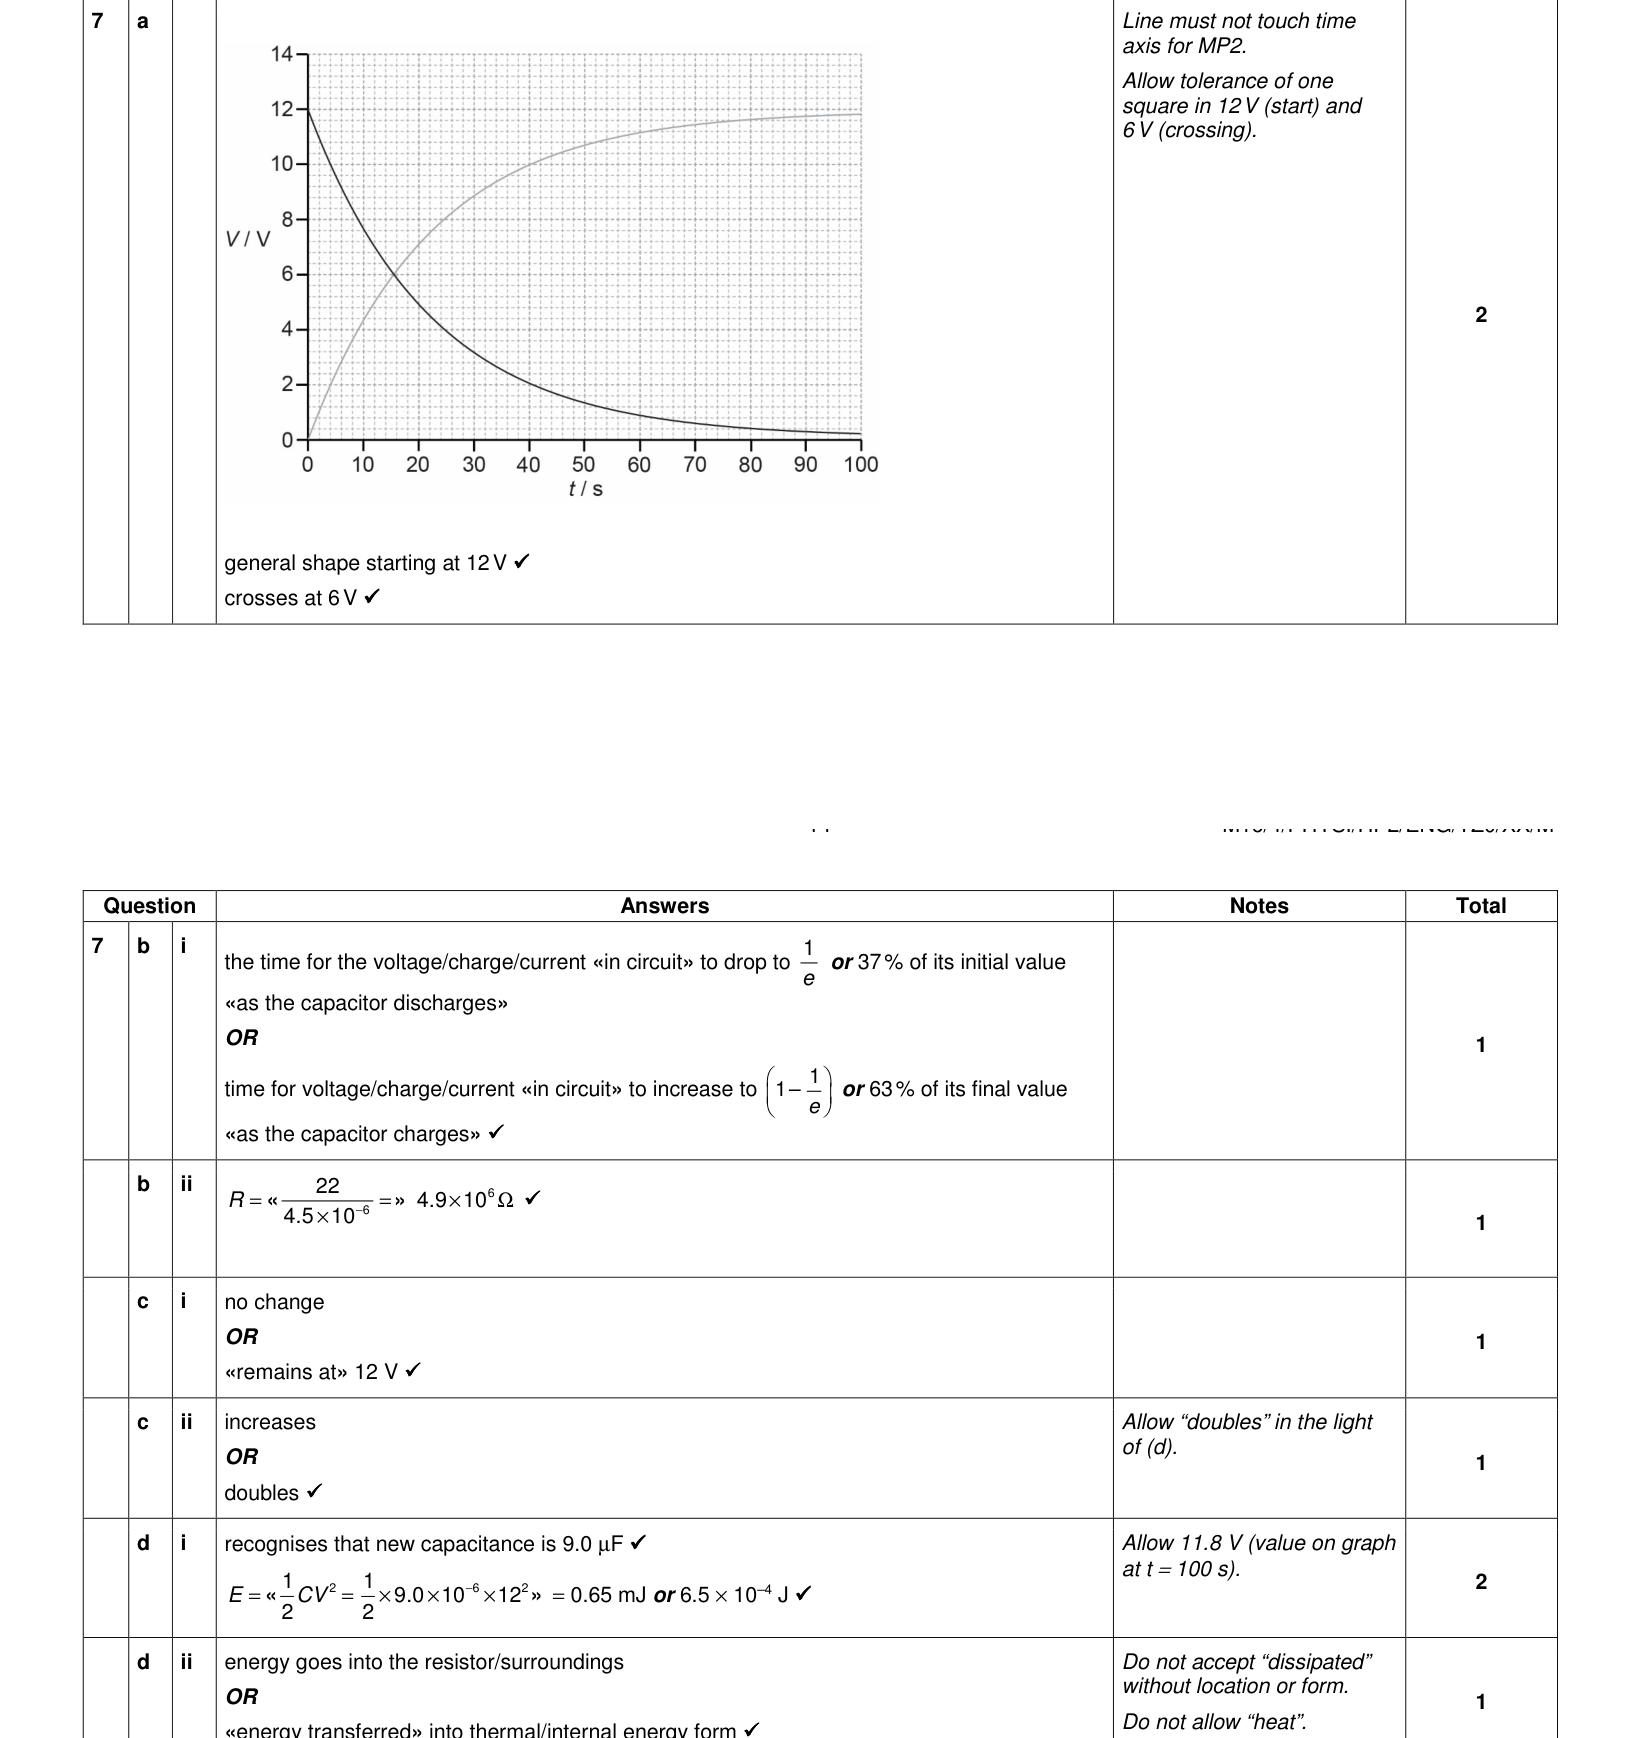 7 a
Line must not touch time
axis for MP2.
Allow tolerance of one
square in 12 V (start) and
6 V (crossing).
14
12
10
8
V / V
6
4
2
0
0 10 20 30 40 50 60 70 80 90 100
t / s
2
general shape starting at 12 V ✓
crosses at 6 V ✓
Question Answers Notes Total
7 b i
the time for the voltage/charge/current «in circuit» to drop to 1/e or 37 % of its initial value
«as the capacitor discharges»
OR
time for voltage/charge/current «in circuit» to increase to (1 – 1/e) or 63 % of its final value
«as the capacitor charges» ✓
1
b ii
R = « 22 / 4.5×10⁻⁶ =» 4.9×10⁶ Ω ✓
1
c i
no change
OR
«remains at» 12 V ✓
1
c ii
increases
OR
doubles ✓
Allow “doubles” in the light
of (d).
1
d i
recognises that new capacitance is 9.0 μF ✓
E = « 1/2 CV² = 1/2 × 9.0×10⁻⁶ × 12² » = 0.65 mJ or 6.5 × 10⁻⁴ J ✓
Allow 11.8 V (value on graph
at t = 100 s).
2
d ii
energy goes into the resistor/surroundings
OR
«energy transferred» into thermal/internal energy form ✓
Do not accept “dissipated”
without location or form.
Do not allow “heat”.
1